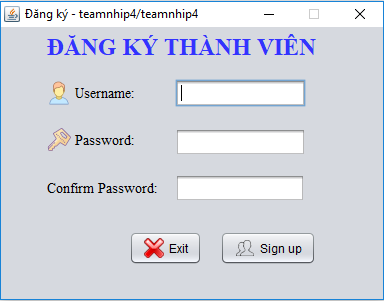 Đăng ký - teamnhip4/teamnhip4
ĐĂNG KÝ THÀNH VIÊN
Username:
Password:
Confirm Password:
Exit Sign up